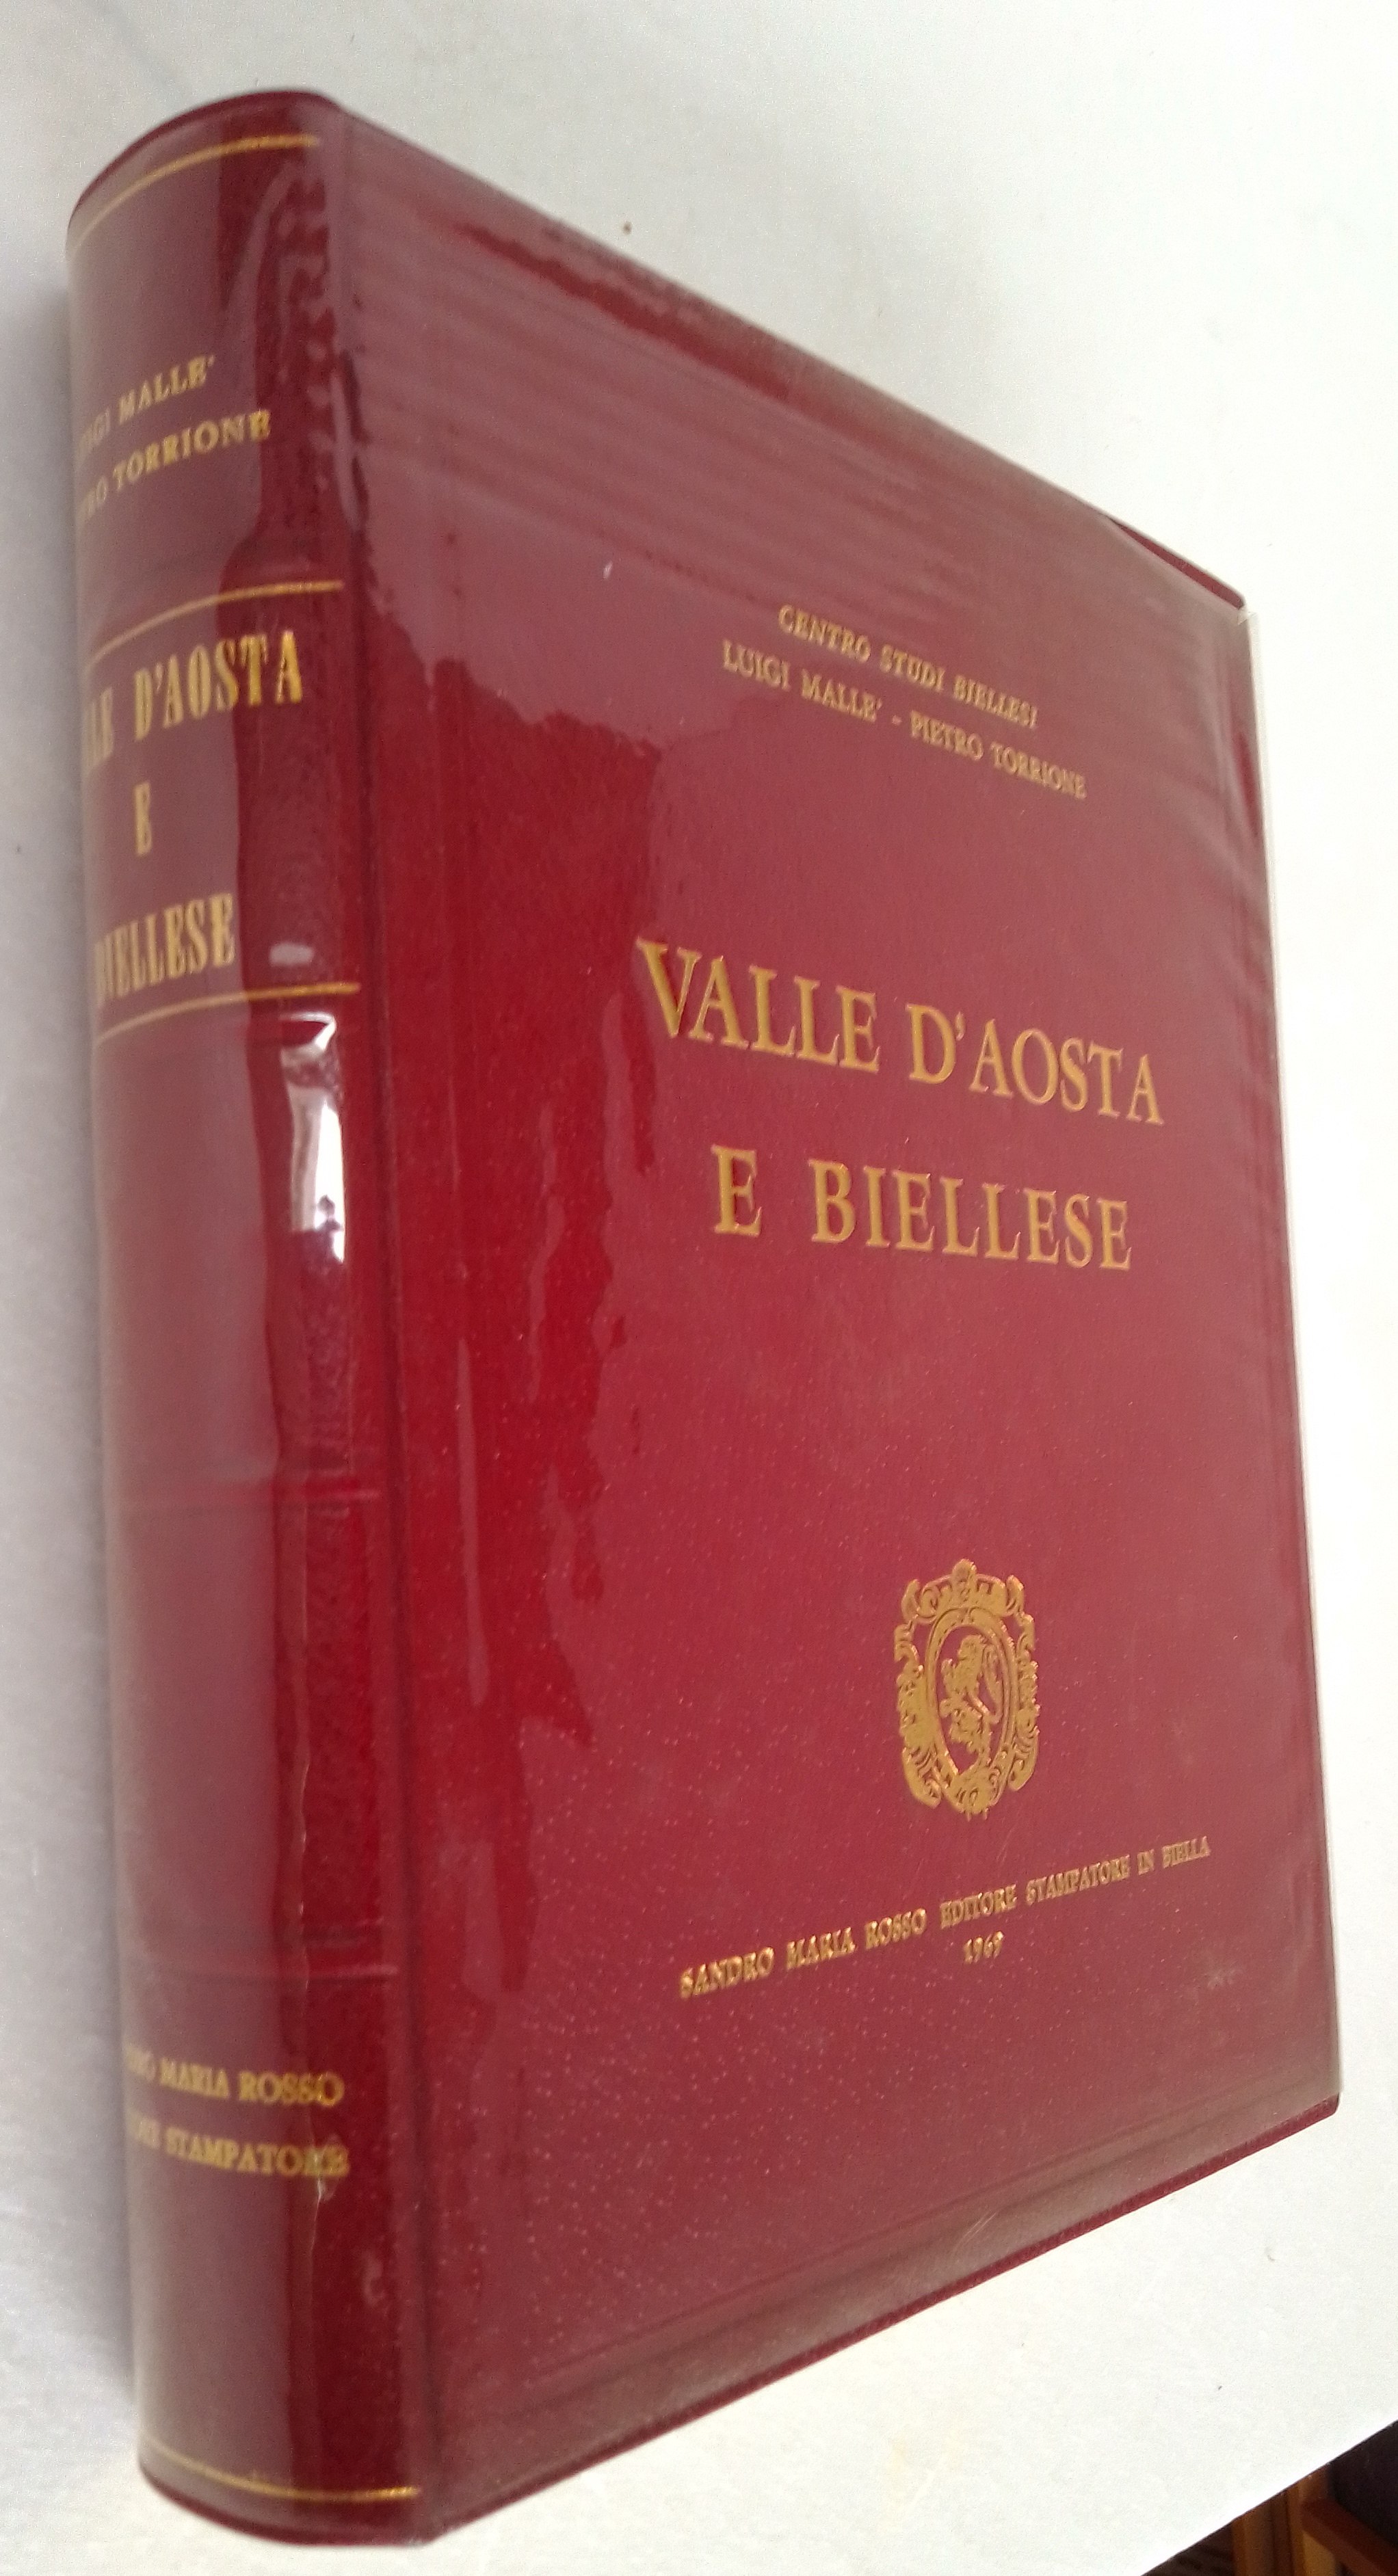 MALLE'
TORRIONE
D'AOSTA
E
BIELLESE
MARIA ROSSO
STAMPATORE
CENTRO STUDI BIELLESI
LUIGI MALLE' - PIETRO TORRIONE
VALLE D'AOSTA
E BIELLESE
SANDRO MARIA ROSSO EDITORE STAMPATORE IN BIELLA
1969